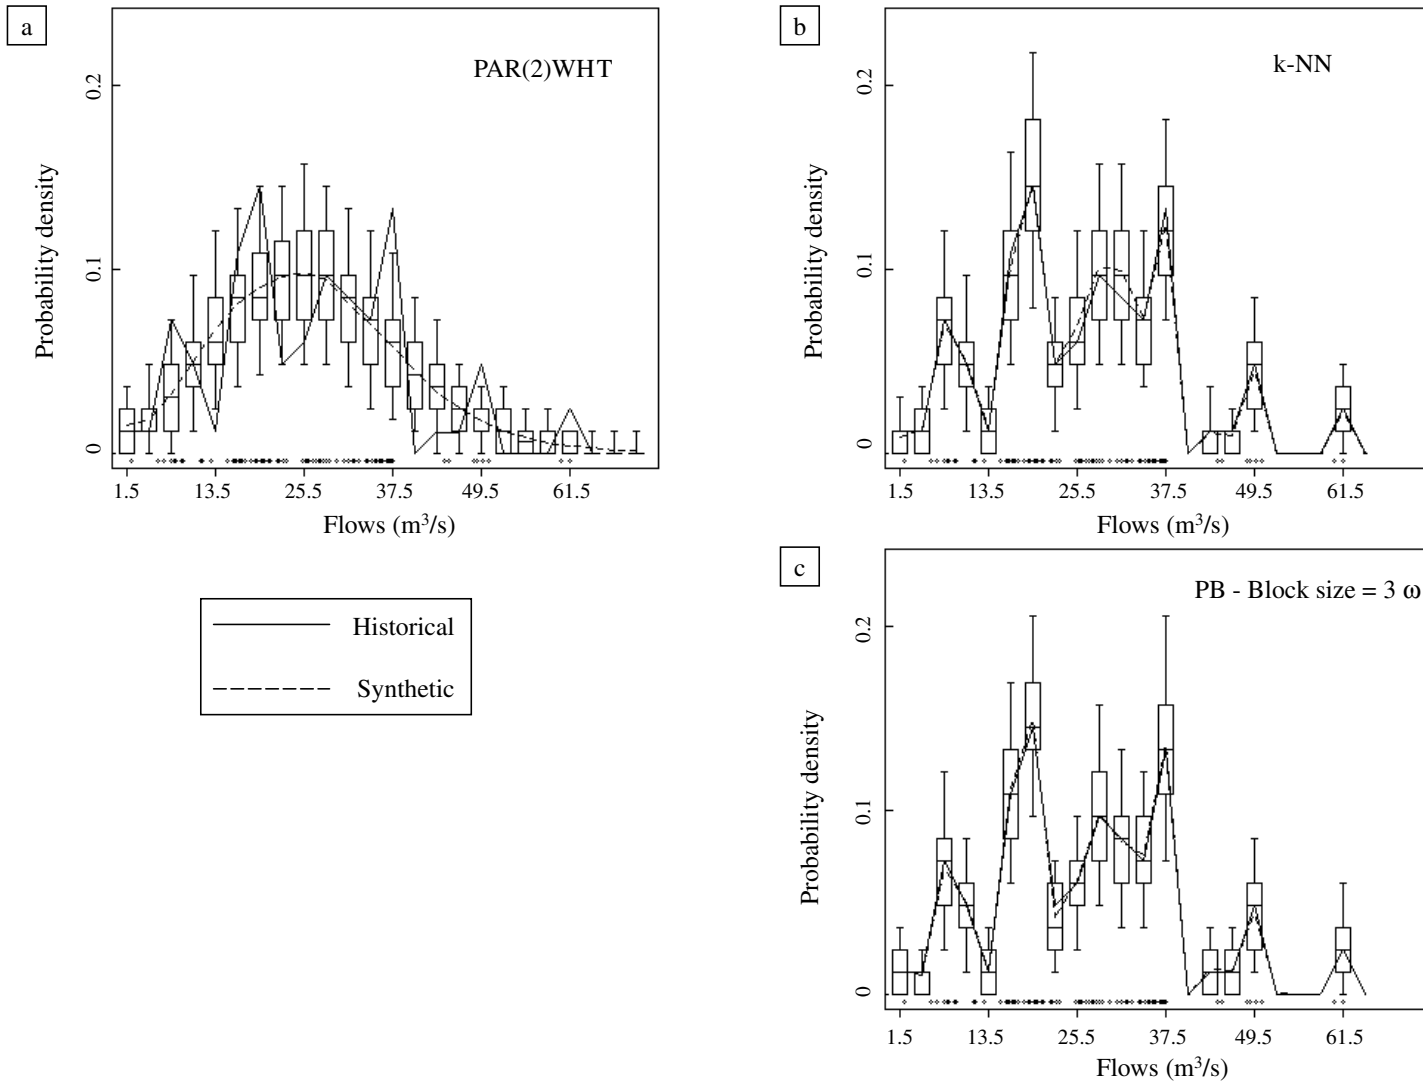 a
PAR(2)WHT
Probability density
0.2
0.1
0
1.5 13.5 25.5 37.5 49.5 61.5
Flows (m³/s)
b
k-NN
Probability density
0.2
0.1
0
1.5 13.5 25.5 37.5 49.5 61.5
Flows (m³/s)
Historical
Synthetic
c
PB - Block size = 3 ω
Probability density
0.2
0.1
0
1.5 13.5 25.5 37.5 49.5 61.5
Flows (m³/s)